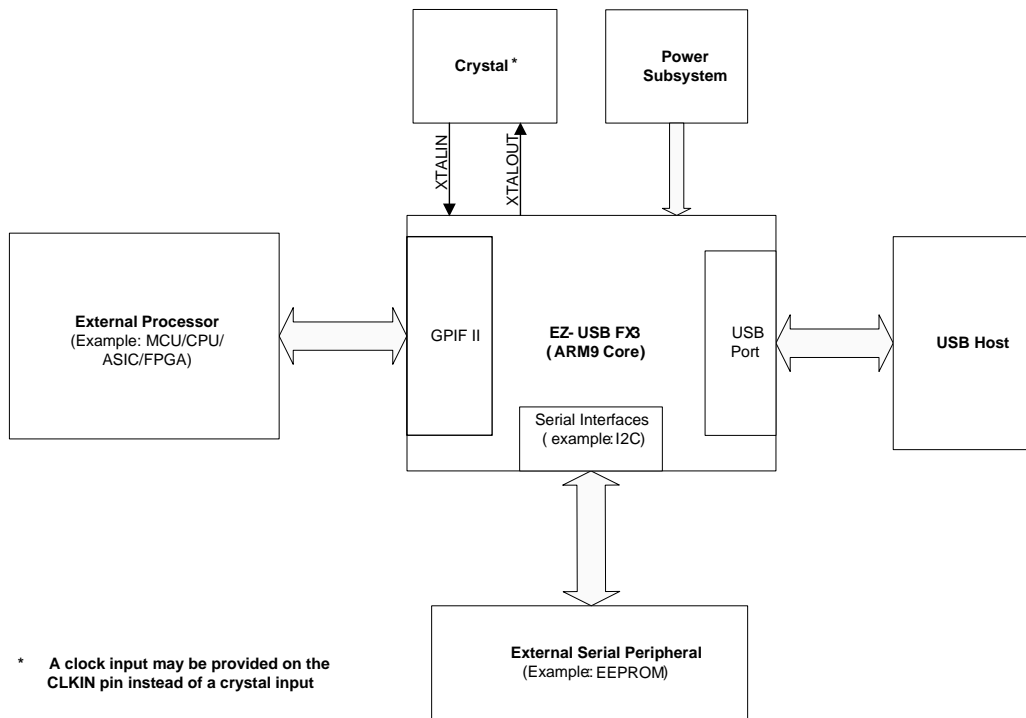 Crystal *
Power
Subsystem
XTALIN
XTALOUT
External Processor
(Example: MCU/CPU/
ASIC/FPGA)
GPIF II
EZ- USB FX3
( ARM9 Core)
USB
Port
USB Host
Serial Interfaces
( example: I2C)
External Serial Peripheral
(Example: EEPROM)
* A clock input may be provided on the
CLKIN pin instead of a crystal input